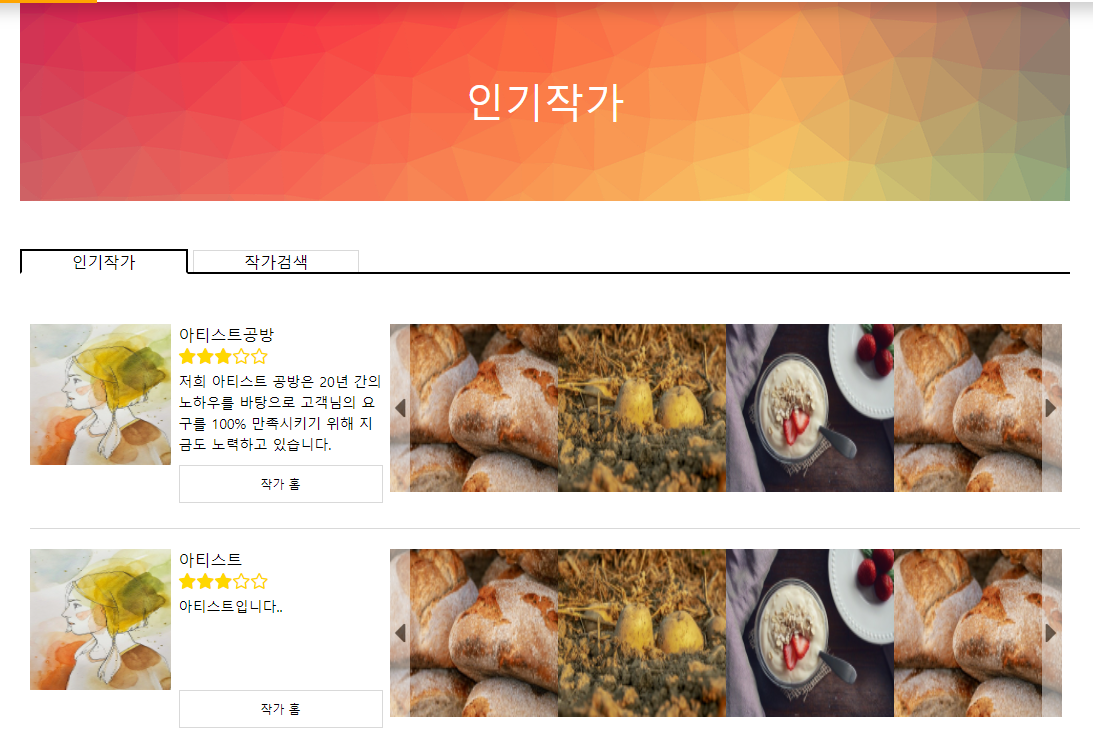 인기작가
인기작가
작가검색
아티스트공방
저희 아티스트 공방은 20년 간의
노하우를 바탕으로 고객님의 요
구를 100% 만족시키기 위해 지
금도 노력하고 있습니다.
작가 홈
아티스트
아티스트입니다..
작가 홈